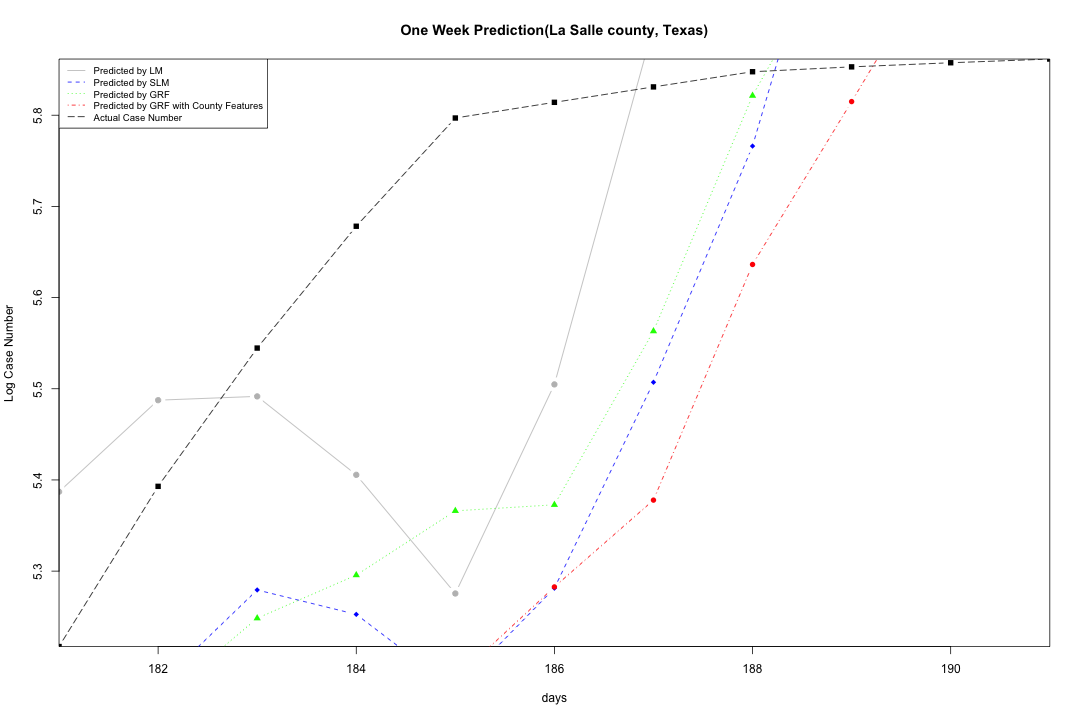 One Week Prediction(La Salle county, Texas)
Predicted by LM
Predicted by SLM
Predicted by GRF
Predicted by GRF with County Features
Actual Case Number
5.8
5.7
5.6
5.5
5.4
5.3
Log Case Number
182 184 186 188 190
days